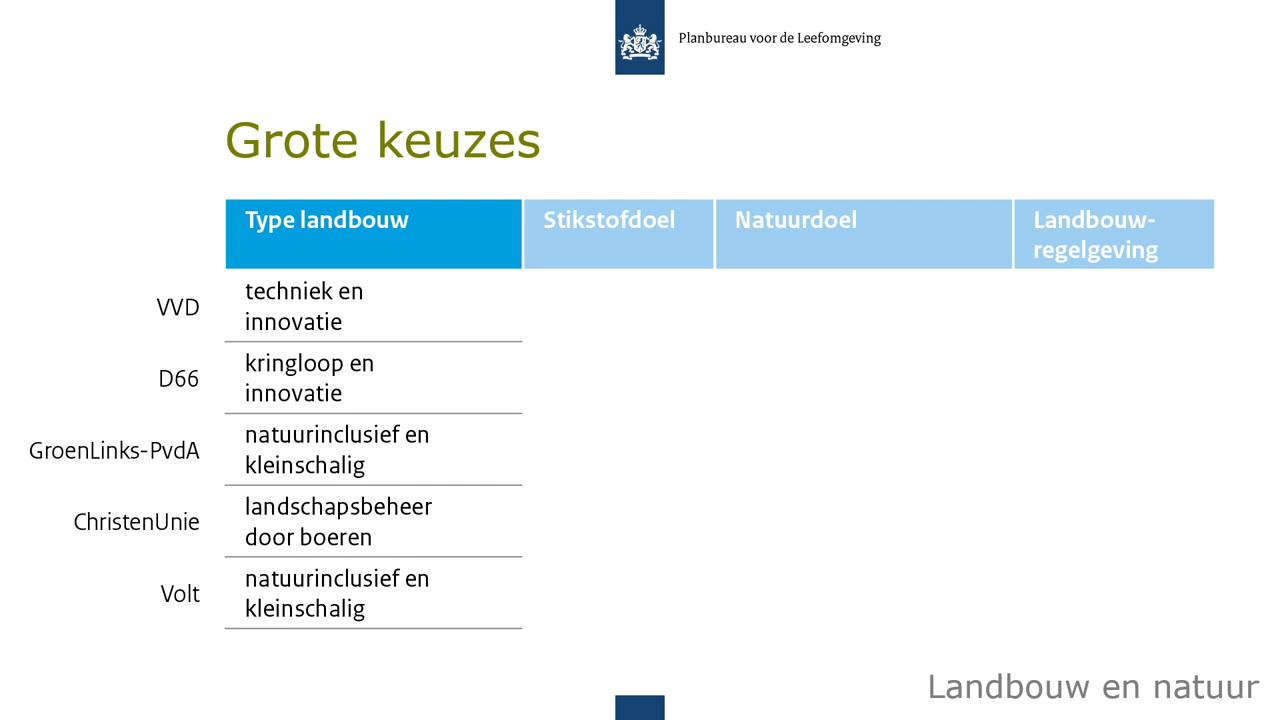 Planbureau voor de Leefomgeving
Grote keuzes
Type landbouw
Stikstofdoel
Natuurdoel
Landbouw-
regelgeving
VVD
techniek en
innovatie
D66
kringloop en
innovatie
GroenLinks-PvdA
natuurinclusief en
kleinschalig
ChristenUnie
landschapsbeheer
door boeren
Volt
natuurinclusief en
kleinschalig
Landbouw en natuur